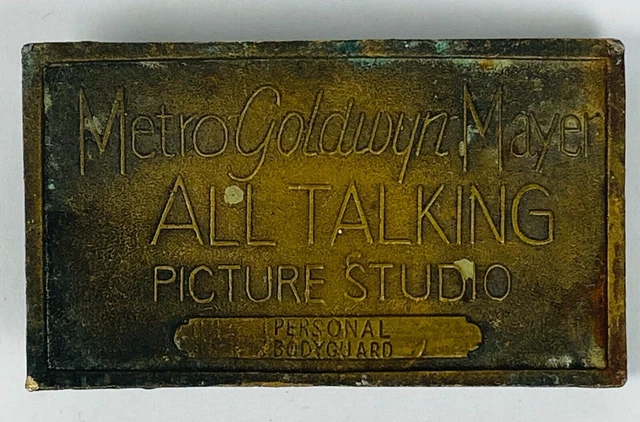 Metro Goldwyn Mayer
ALL TALKING
PICTURE STUDIO
PERSONAL
BODYGUARD